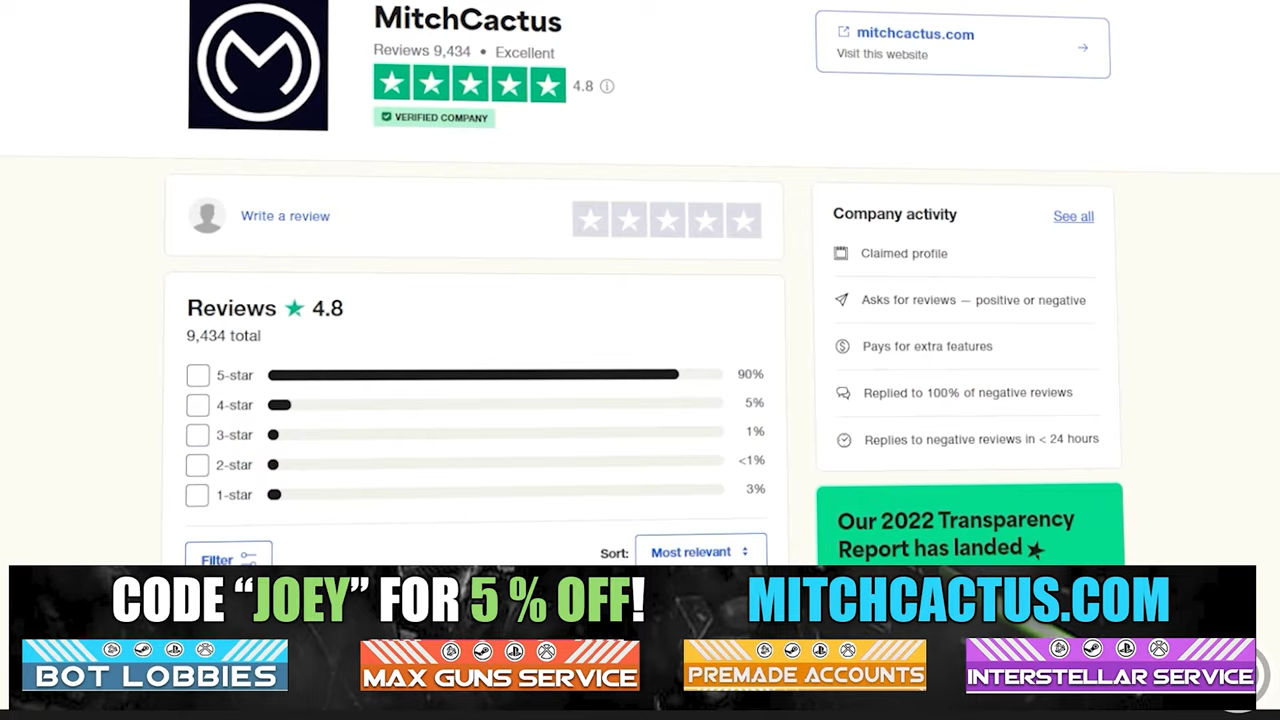 MitchCactus
Reviews 9,434 • Excellent
4.8
VERIFIED COMPANY
mitchcactus.com
Visit this website
Write a review
Company activity
See all
Claimed profile
Asks for reviews — positive or negative
Pays for extra features
Replied to 100% of negative reviews
Replies to negative reviews in < 24 hours
Reviews ★ 4.8
9,434 total
5-star 90%
4-star 5%
3-star 1%
2-star <1%
1-star 3%
Filter
Sort: Most relevant
Our 2022 Transparency
Report has landed
CODE “JOEY” FOR 5 % OFF!
MITCHCACTUS.COM
BOT LOBBIES
MAX GUNS SERVICE
PREMADE ACCOUNTS
INTERSTELLAR SERVICE